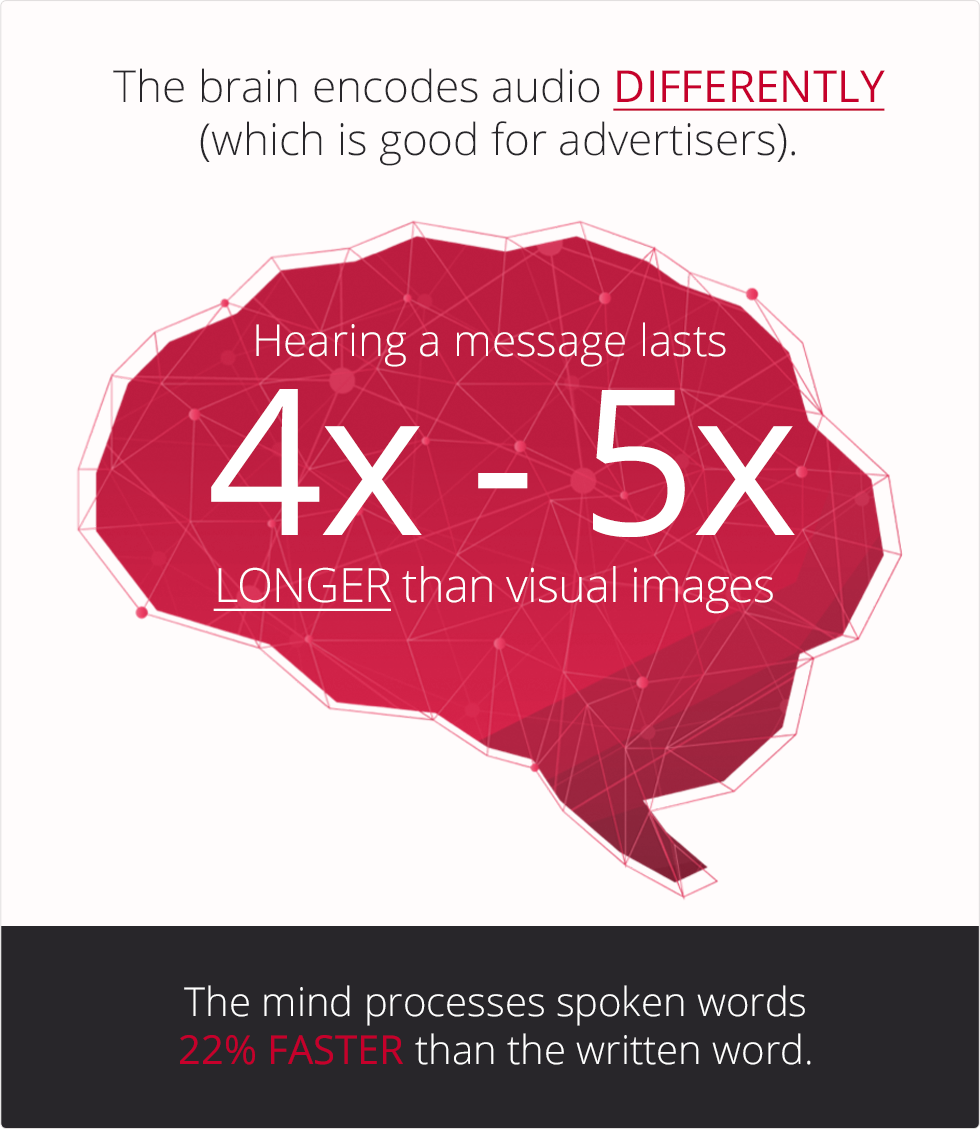 The brain encodes audio DIFFERENTLY
(which is good for advertisers).
Hearing a message lasts
4x - 5x
LONGER than visual images
The mind processes spoken words
22% FASTER than the written word.